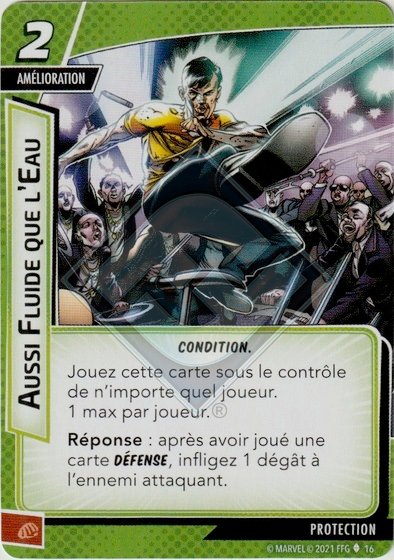 2
AMÉLIORATION
AUSSI FLUIDE QUE L'EAU
CONDITION.
Jouez cette carte sous le contrôle
de n'importe quel joueur.
1 max par joueur.®
Réponse : après avoir joué une
carte DÉFENSE, infligez 1 dégât à
l'ennemi attaquant.
PROTECTION
© MARVEL © 2021 FFG 16